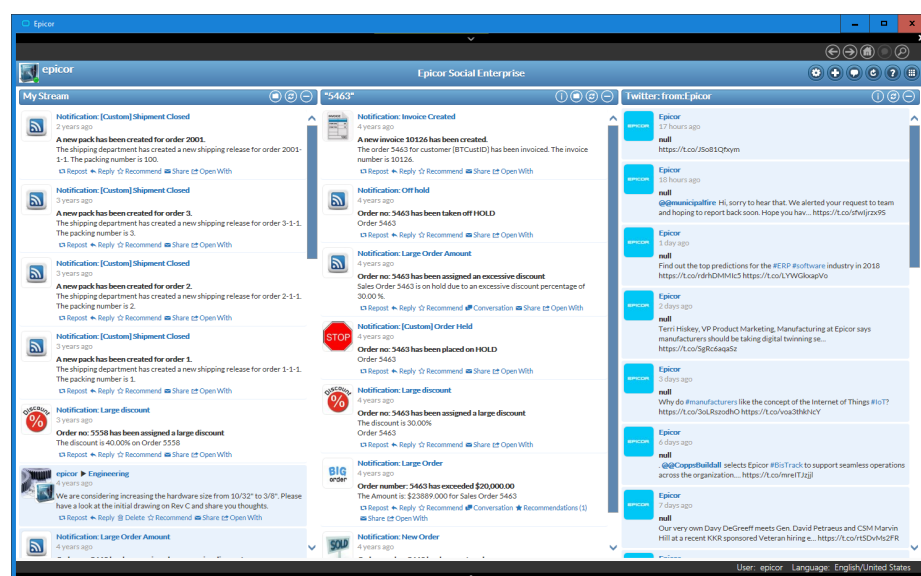 Epicor
epicor
Epicor Social Enterprise
My Stream
Notification: [Custom] Shipment Closed
2 years ago
A new pack has been created for order 2001.
The shipping department has created a new shipping release for order 2001-
1-1. The packing number is 100.
Repost Reply Recommend Share Open With
Notification: [Custom] Shipment Closed
3 years ago
A new pack has been created for order 3.
The shipping department has created a new shipping release for order 3-1-1.
The packing number is 3.
Repost Reply Recommend Share Open With
Notification: [Custom] Shipment Closed
3 years ago
A new pack has been created for order 2.
The shipping department has created a new shipping release for order 2-1-1.
The packing number is 2.
Repost Reply Recommend Share Open With
Notification: [Custom] Shipment Closed
3 years ago
A new pack has been created for order 1.
The shipping department has created a new shipping release for order 1-1-1.
The packing number is 1.
Repost Reply Recommend Share Open With
Discount
%
Notification: Large discount
3 years ago
Order no: 5558 has been assigned a large discount
The discount is 40.00% on Order 5558
Repost Reply Recommend Share Open With
epicor ▶ Engineering
4 years ago
We are considering increasing the hardware size from 10/32" to 3/8". Please
have a look at the initial drawing on Rev C and share you thoughts.
Repost Reply Delete Recommend Share Open With
Notification: Large Order Amount
4 years ago
"5463"
Notification: Invoice Created
4 years ago
A new invoice 10126 has been created.
The order 5463 for customer [BTCustID] has been invoiced. The invoice
number is 10126.
Repost Reply Recommend Share Open With
Notification: Off hold
4 years ago
Order no: 5463 has been taken off HOLD
Order 5463
Repost Reply Recommend Share Open With
Notification: Large Order Amount
4 years ago
Order no: 5463 has been assigned an excessive discount
Sales Order 5463 is on hold due to an excessive discount percentage of
30.00 %.
Repost Reply Recommend Conversation Share Open With
STOP
Notification: [Custom] Order Held
4 years ago
Order no: 5463 has been placed on HOLD
Order 5463
Repost Reply Recommend Share Open With
Discount
%
Notification: Large discount
4 years ago
Order no: 5463 has been assigned a large discount
The discount is 30.00%
Order 5463
Repost Reply Recommend Share Open With
BIG
order
Notification: Large Order
4 years ago
Order number: 5463 has exceeded $20,000.00
The Amount is: $23889.000 for Sales Order 5463
Repost Reply Recommend Conversation Recommendations (1)
Share Open With
SOLD
Notification: New Order
4 years ago
Twitter: from:Epicor
EPICOR
Epicor
17 hours ago
null
https://t.co/JSo81Qfxym
EPICOR
Epicor
18 hours ago
null
@@municipalfire Hi, sorry to hear that. We alerted your request to team
and hoping to report back soon. Hope you hav... https://t.co/sfwIjrzx9S
EPICOR
Epicor
1 day ago
null
Find out the top predictions for the #ERP #software industry in 2018
https://t.co/rdrhDMMIc5 https://t.co/LYWGkxapVo
EPICOR
Epicor
2 days ago
null
Terri Hiskey, VP Product Marketing, Manufacturing at Epicor says
manufacturers should be taking digital twinning se...
https://t.co/5gRc6aqaSz
EPICOR
Epicor
3 days ago
null
Why do #manufacturers like the concept of the Internet of Things #IoT?
https://t.co/3oLRszodhO https://t.co/voa3thkNcY
EPICOR
Epicor
6 days ago
null
. @@CoppsBuildall selects Epicor #BisTrack to support seamless operations
across the organization.... https://t.co/mreITJzjjl
EPICOR
Epicor
7 days ago
null
Our very own Davy DeGreeff meets Gen. David Petraeus and CSM Marvin
Hill at a recent KKR sponsored Veteran hiring e... https://t.co/rtSDvMs2FR
User: epicor Language: English/United States